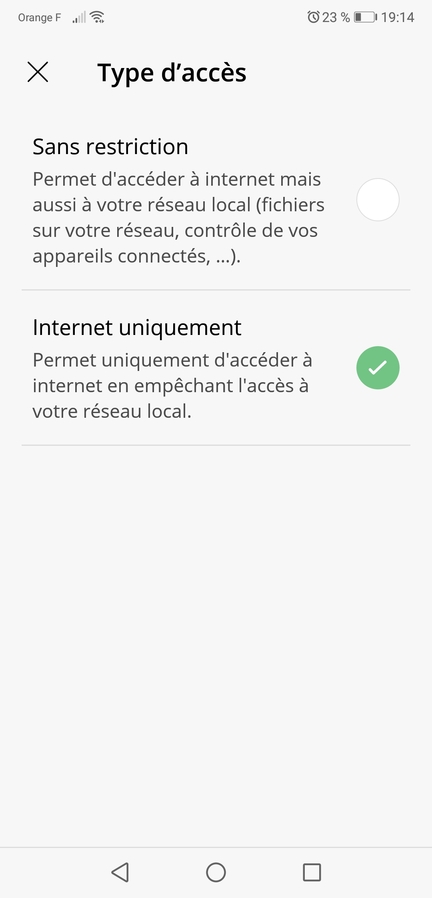 Orange F 23 % 19:14
Type d’accès
Sans restriction
Permet d'accéder à internet mais
aussi à votre réseau local (fichiers
sur votre réseau, contrôle de vos
appareils connectés, ...).
Internet uniquement
Permet uniquement d'accéder à
internet en empêchant l'accès à
votre réseau local.